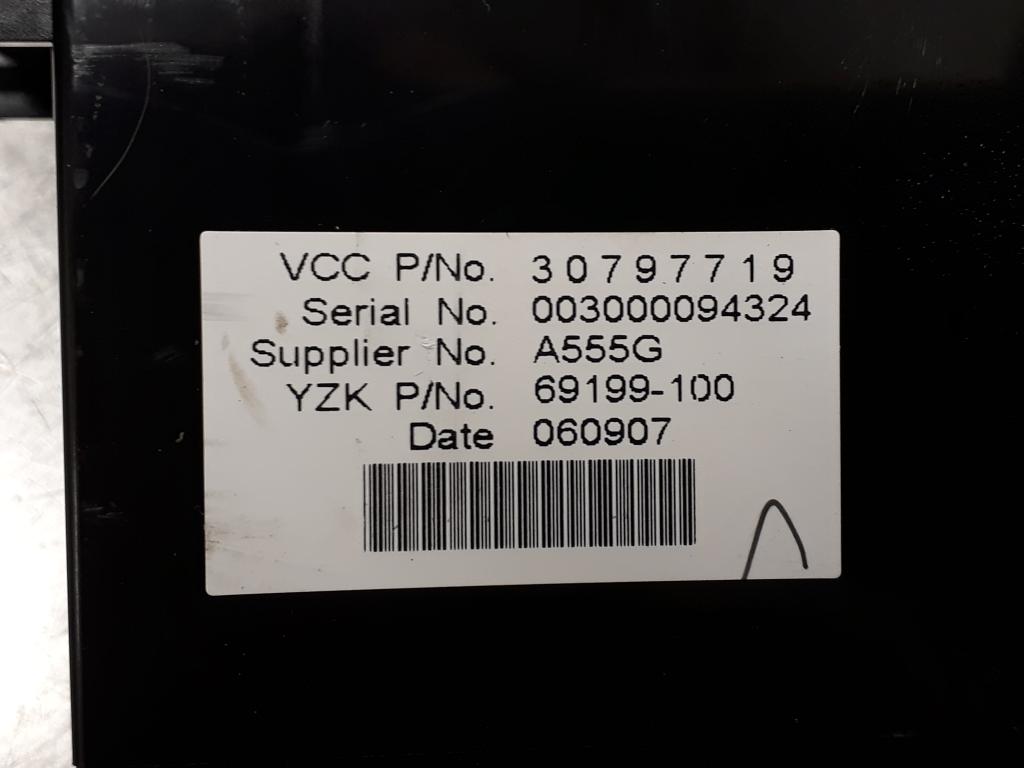 VCC P/No. 30797719
Serial No. 003000094324
Supplier No. A555G
YZK P/No. 69199-100
Date 060907